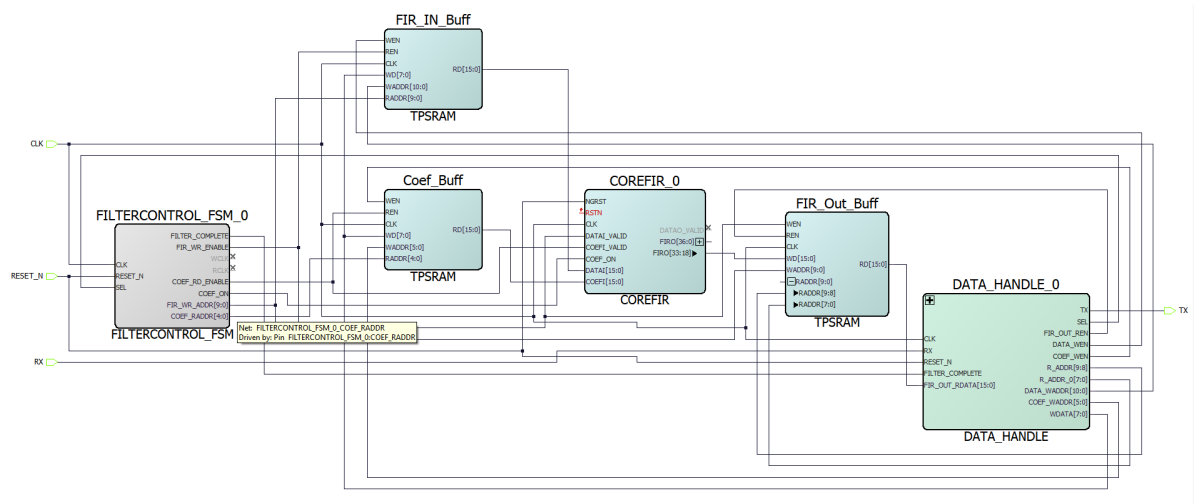 FIR_IN_Buff
WEN
REN
CLK
WD[7:0]
WADDR[10:0]
RADDR[9:0]
RD[15:0]
TPSRAM
CLK
Coef_Buff
WEN
REN
CLK
WD[7:0]
WADDR[5:0]
RADDR[4:0]
RD[15:0]
TPSRAM
COREFIR_0
NGRST
RSTN
CLK
DATAI_VALID
COEFI_VALID
COEF_ON
DATAI[15:0]
COEFI[15:0]
DATAO_VALID
FIRO[36:0]
FIRO[33:18]
COREFIR
FIR_Out_Buff
WEN
REN
CLK
WD[15:0]
WADDR[9:0]
RADDR[9:0]
RADDR[9:8]
RADDR[7:0]
RD[15:0]
TPSRAM
FILTERCONTROL_FSM_0
FILTER_COMPLETE
FIR_WR_ENABLE
WCLK
RCLK
CLK
RESET_N
SEL
COEF_RD_ENABLE
COEF_ON
FIR_WR_ADDR[9:0]
COEF_RADDR[4:0]
FILTERCONTROL_FSM
RESET_N
RX
Net: FILTERCONTROL_FSM_0_COEF_RADDR
Driven by: Pin FILTERCONTROL_FSM_0:COEF_RADDR
DATA_HANDLE_0
CLK
RX
RESET_N
FILTER_COMPLETE
FIR_OUT_RDATA[15:0]
TX
SEL
FIR_OUT_REN
DATA_WEN
COEF_WEN
R_ADDR[9:8]
R_ADDR_0[7:0]
DATA_WADDR[10:0]
COEF_WADDR[5:0]
WDATA[7:0]
DATA_HANDLE
TX